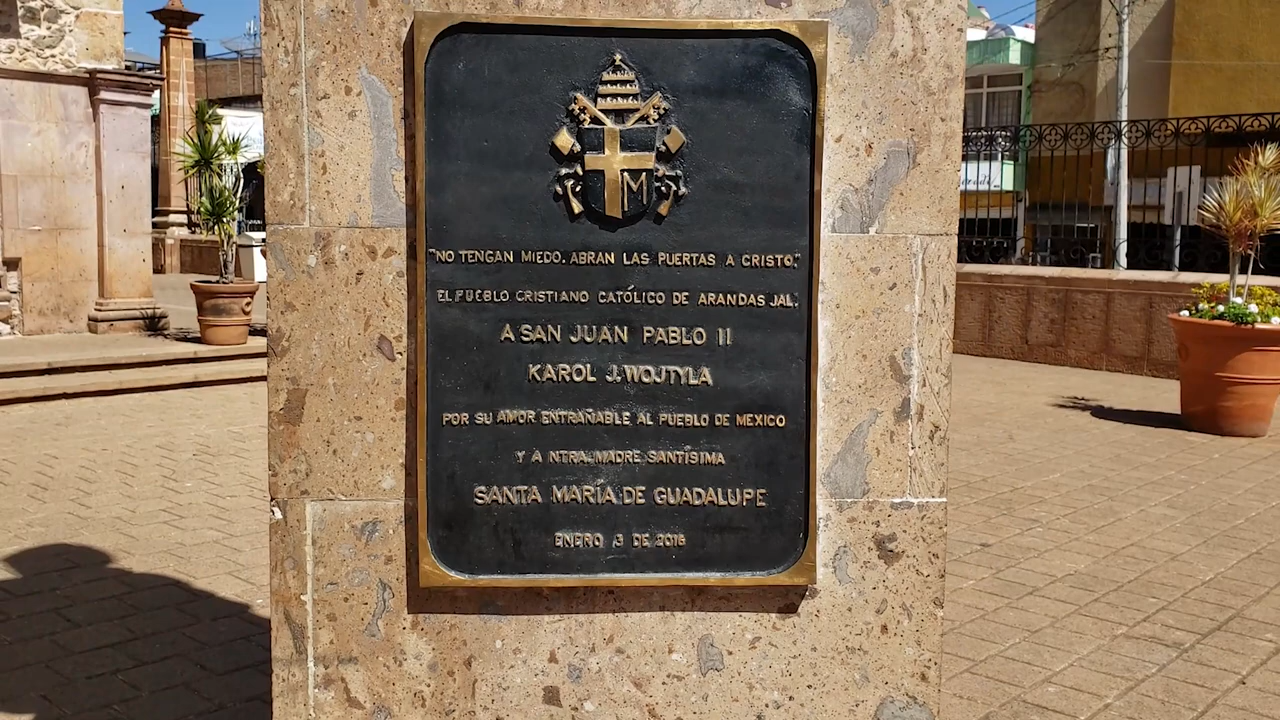 M
"NO TENGAN MIEDO. ABRAN LAS PUERTAS A CRISTO."
EL PUEBLO CRISTIANO CATÓLICO DE ARANDAS JAL.
A SAN JUAN PABLO II
KAROL J. WOJTYLA
POR SU AMOR ENTRAÑABLE AL PUEBLO DE MEXICO
Y A NTRA. MADRE SANTÍSIMA
SANTA MARIA DE GUADALUPE
ENERO 3 DE 2016